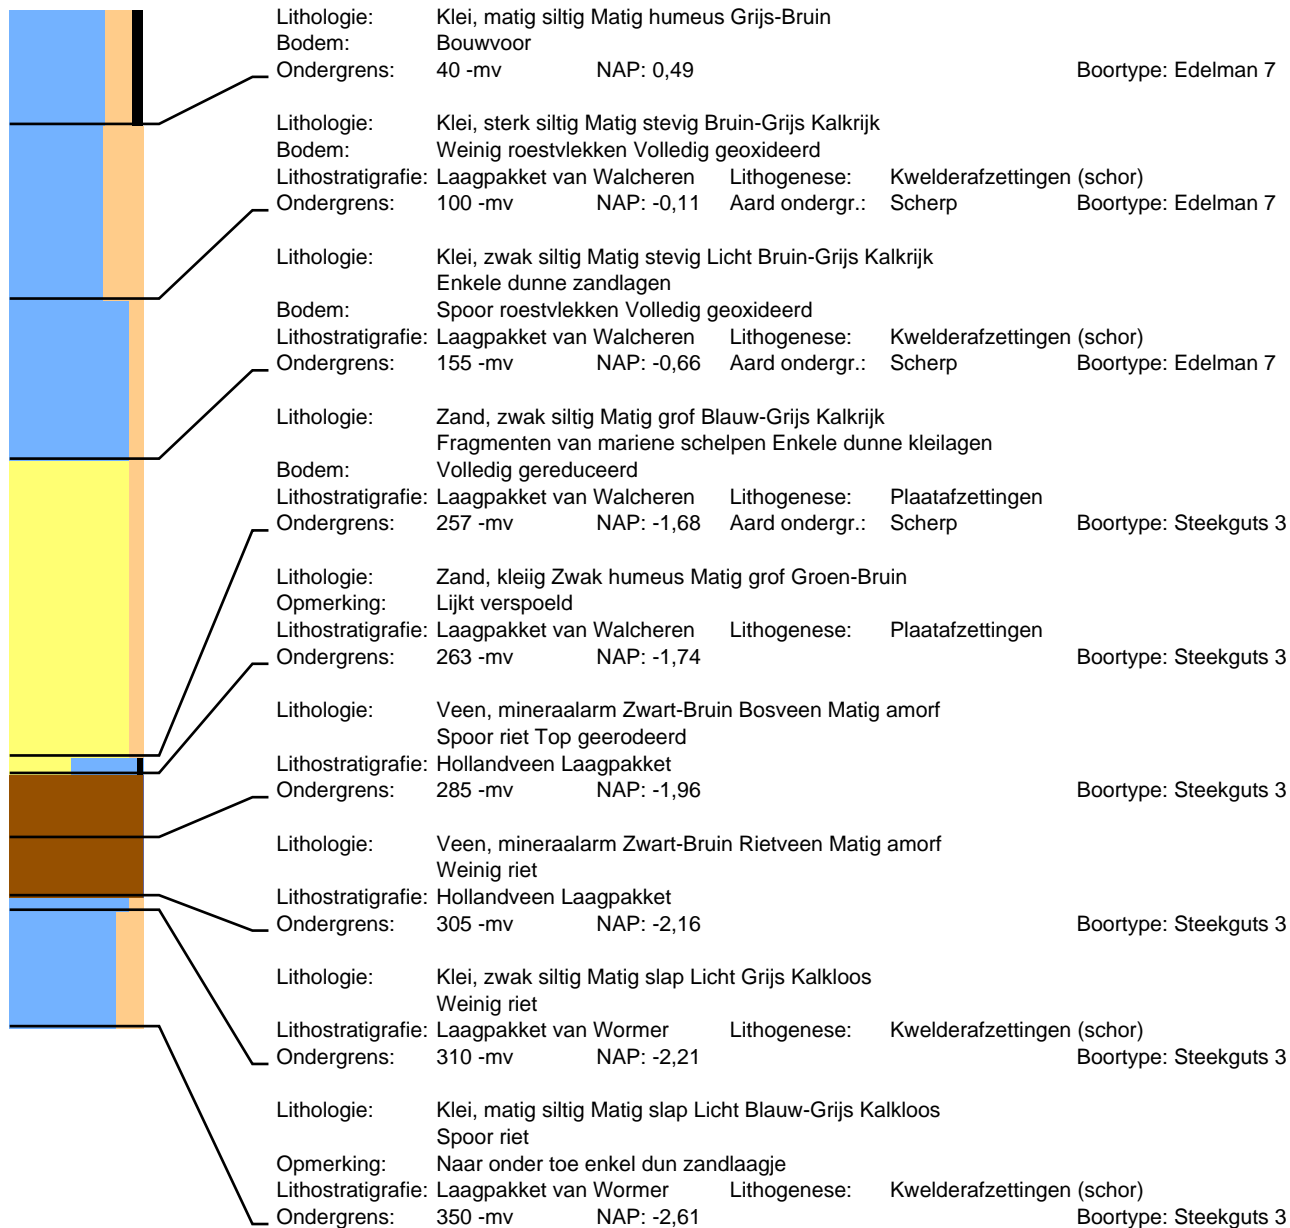 Lithologie: Klei, matig siltig Matig humeus Grijs-Bruin
Bodem: Bouwvoor
Ondergrens: 40 -mv NAP: 0,49 Boortype: Edelman 7
Lithologie: Klei, sterk siltig Matig stevig Bruin-Grijs Kalkrijk
Bodem: Weinig roestvlekken Volledig geoxideerd
Lithostratigrafie: Laagpakket van Walcheren Lithogenese: Kwelderafzettingen (schor)
Ondergrens: 100 -mv NAP: -0,11 Aard ondergr.: Scherp Boortype: Edelman 7
Lithologie: Klei, zwak siltig Matig stevig Licht Bruin-Grijs Kalkrijk
Enkele dunne zandlagen
Bodem: Spoor roestvlekken Volledig geoxideerd
Lithostratigrafie: Laagpakket van Walcheren Lithogenese: Kwelderafzettingen (schor)
Ondergrens: 155 -mv NAP: -0,66 Aard ondergr.: Scherp Boortype: Edelman 7
Lithologie: Zand, zwak siltig Matig grof Blauw-Grijs Kalkrijk
Fragmenten van mariene schelpen Enkele dunne kleilagen
Bodem: Volledig gereduceerd
Lithostratigrafie: Laagpakket van Walcheren Lithogenese: Plaatafzettingen
Ondergrens: 257 -mv NAP: -1,68 Aard ondergr.: Scherp Boortype: Steekguts 3
Lithologie: Zand, kleiig Zwak humeus Matig grof Groen-Bruin
Opmerking: Lijkt verspoeld
Lithostratigrafie: Laagpakket van Walcheren Lithogenese: Plaatafzettingen
Ondergrens: 263 -mv NAP: -1,74 Boortype: Steekguts 3
Lithologie: Veen, mineraalarm Zwart-Bruin Bosveen Matig amorf
Spoor riet Top geerodeerd
Lithostratigrafie: Hollandveen Laagpakket
Ondergrens: 285 -mv NAP: -1,96 Boortype: Steekguts 3
Lithologie: Veen, mineraalarm Zwart-Bruin Rietveen Matig amorf
Weinig riet
Lithostratigrafie: Hollandveen Laagpakket
Ondergrens: 305 -mv NAP: -2,16 Boortype: Steekguts 3
Lithologie: Klei, zwak siltig Matig slap Licht Grijs Kalkloos
Weinig riet
Lithostratigrafie: Laagpakket van Wormer Lithogenese: Kwelderafzettingen (schor)
Ondergrens: 310 -mv NAP: -2,21 Boortype: Steekguts 3
Lithologie: Klei, matig siltig Matig slap Licht Blauw-Grijs Kalkloos
Spoor riet
Opmerking: Naar onder toe enkel dun zandlaagje
Lithostratigrafie: Laagpakket van Wormer Lithogenese: Kwelderafzettingen (schor)
Ondergrens: 350 -mv NAP: -2,61 Boortype: Steekguts 3